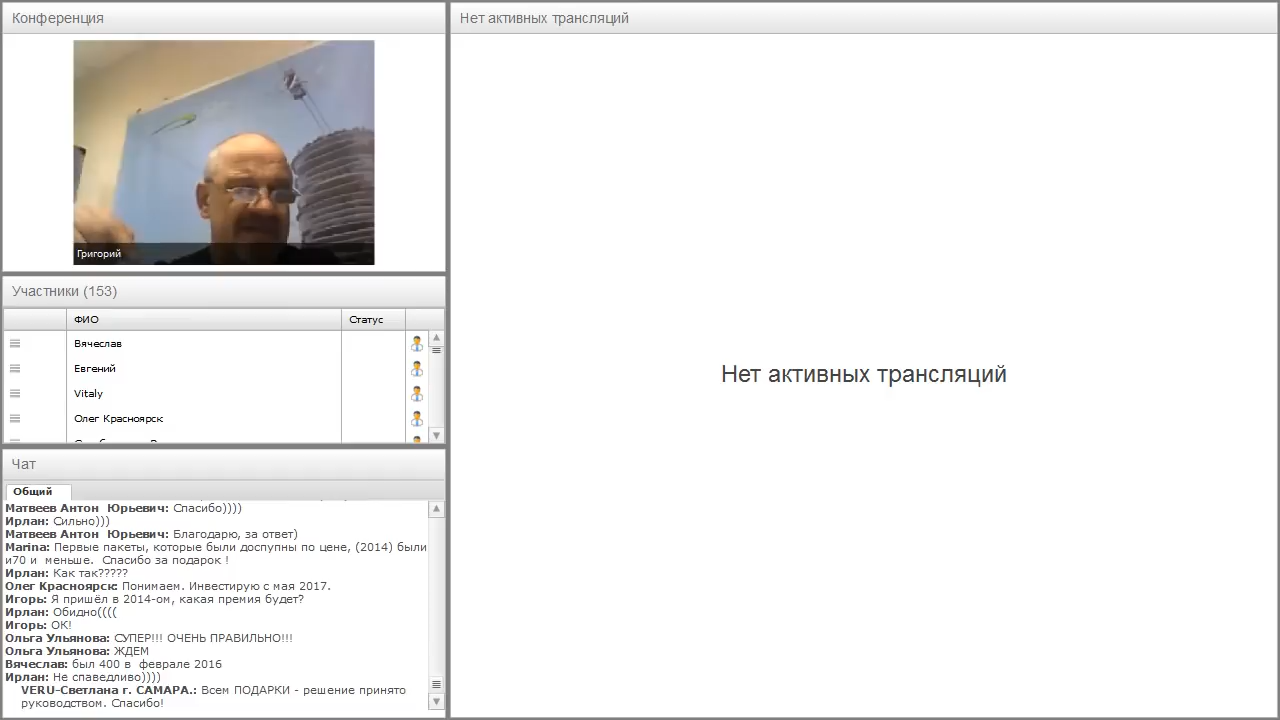 Конференция
Нет активных трансляций
Григорий
Участники (153)
ФИО
Статус
Вячеслав
Евгений
Vitaly
Олег Красноярск
Нет активных трансляций
Чат
Общий
Матвеев Антон  Юрьевич: Спасибо))))
Ирлан: Сильно)))
Матвеев Антон  Юрьевич: Благодарю, за ответ)
Marina: Первые пакеты, которые были доступны по цене, (2014) были
и70 и  меньше.  Спасибо за подарок !
Ирлан: Как так?????
Олег Красноярск: Понимаем. Инвестирую с мая 2017.
Игорь: Я пришёл в 2014-ом, какая премия будет?
Ирлан: Обидно((((
Игорь: ОК!
Ольга Ульянова: СУПЕР!!! ОЧЕНЬ ПРАВИЛЬНО!!!
Ольга Ульянова: ЖДЕМ
Вячеслав: был 400 в  феврале 2016
Ирлан: Не спаведливо))))
VERU-Светлана г. САМАРА.: Всем ПОДАРКИ - решение принято
руководством. Спасибо!